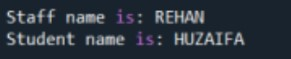 Staff name is: REHAN
Student name is: HUZAIFA